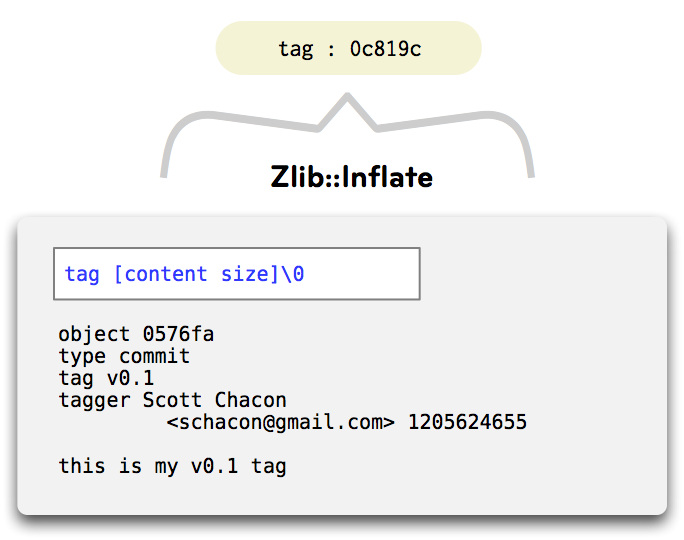 tag : 0c819c
Zlib::Inflate
tag [content size]\0
object 0576fa
type commit
tag v0.1
tagger Scott Chacon
<schacon@gmail.com> 1205624655
this is my v0.1 tag